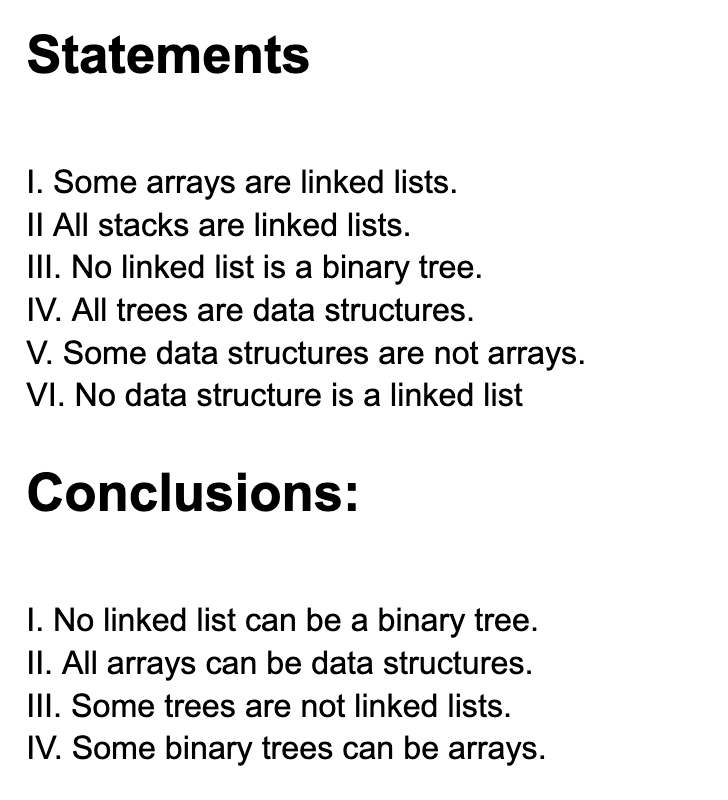 Statements
I. Some arrays are linked lists.
II All stacks are linked lists.
III. No linked list is a binary tree.
IV. All trees are data structures.
V. Some data structures are not arrays.
VI. No data structure is a linked list
Conclusions:
I. No linked list can be a binary tree.
II. All arrays can be data structures.
III. Some trees are not linked lists.
IV. Some binary trees can be arrays.